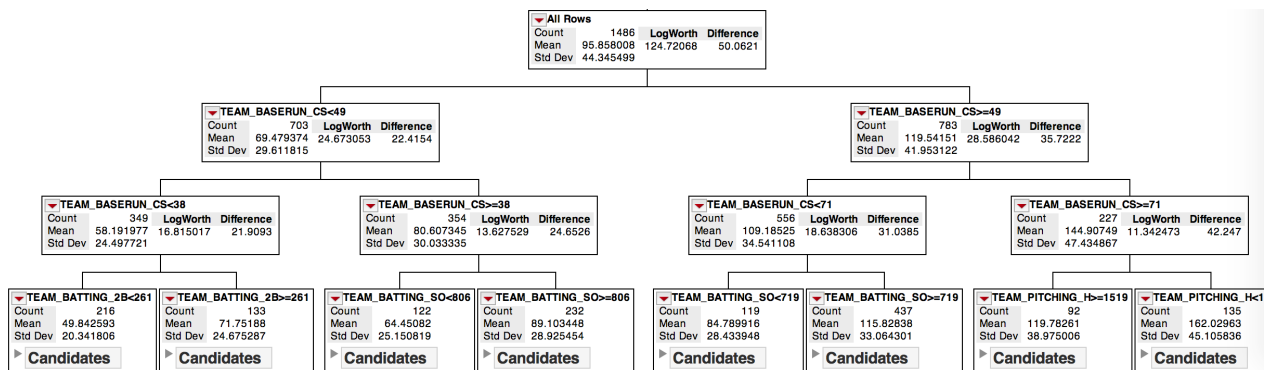 All Rows
Count 1486 LogWorth Difference
Mean 95.858008 124.72068 50.0621
Std Dev 44.345499
TEAM_BASERUN_CS<49
Count 703 LogWorth Difference
Mean 69.479374 24.673053 22.4154
Std Dev 29.611815
TEAM_BASERUN_CS>=49
Count 783 LogWorth Difference
Mean 119.54151 28.586042 35.7222
Std Dev 41.953122
TEAM_BASERUN_CS<38
Count 349 LogWorth Difference
Mean 58.191977 16.815017 21.9093
Std Dev 24.497721
TEAM_BASERUN_CS>=38
Count 354 LogWorth Difference
Mean 80.607345 13.627529 24.6526
Std Dev 30.033335
TEAM_BASERUN_CS<71
Count 556 LogWorth Difference
Mean 109.18525 18.638306 31.0385
Std Dev 34.541108
TEAM_BASERUN_CS>=71
Count 227 LogWorth Difference
Mean 144.90749 11.342473 42.247
Std Dev 47.434867
TEAM_BATTING_2B<261
Count 216
Mean 49.842593
Std Dev 20.341806
Candidates
TEAM_BATTING_2B>=261
Count 133
Mean 71.75188
Std Dev 24.675287
Candidates
TEAM_BATTING_SO<806
Count 122
Mean 64.45082
Std Dev 25.150819
Candidates
TEAM_BATTING_SO>=806
Count 232
Mean 89.103448
Std Dev 28.925454
Candidates
TEAM_BATTING_SO<719
Count 119
Mean 84.789916
Std Dev 28.433948
Candidates
TEAM_BATTING_SO>=719
Count 437
Mean 115.82838
Std Dev 33.064301
Candidates
TEAM_PITCHING_H>=1519
Count 92
Mean 119.78261
Std Dev 38.975006
Candidates
TEAM_PITCHING_H<1
Count 135
Mean 162.02963
Std Dev 45.105836
Candidates